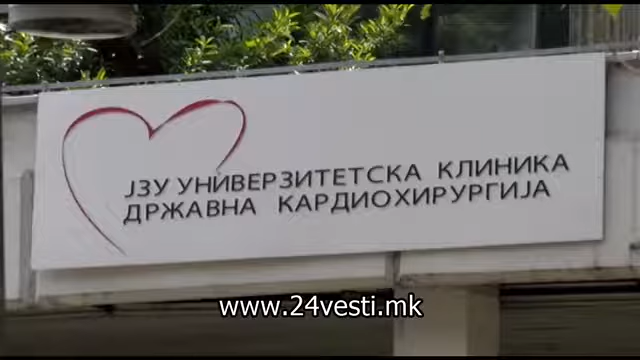 ЈЗУ УНИВЕРЗИТЕТСКА КЛИНИКА
ДРЖАВНА КАРДИОХИРУРГИЈА
www.24vesti.mk